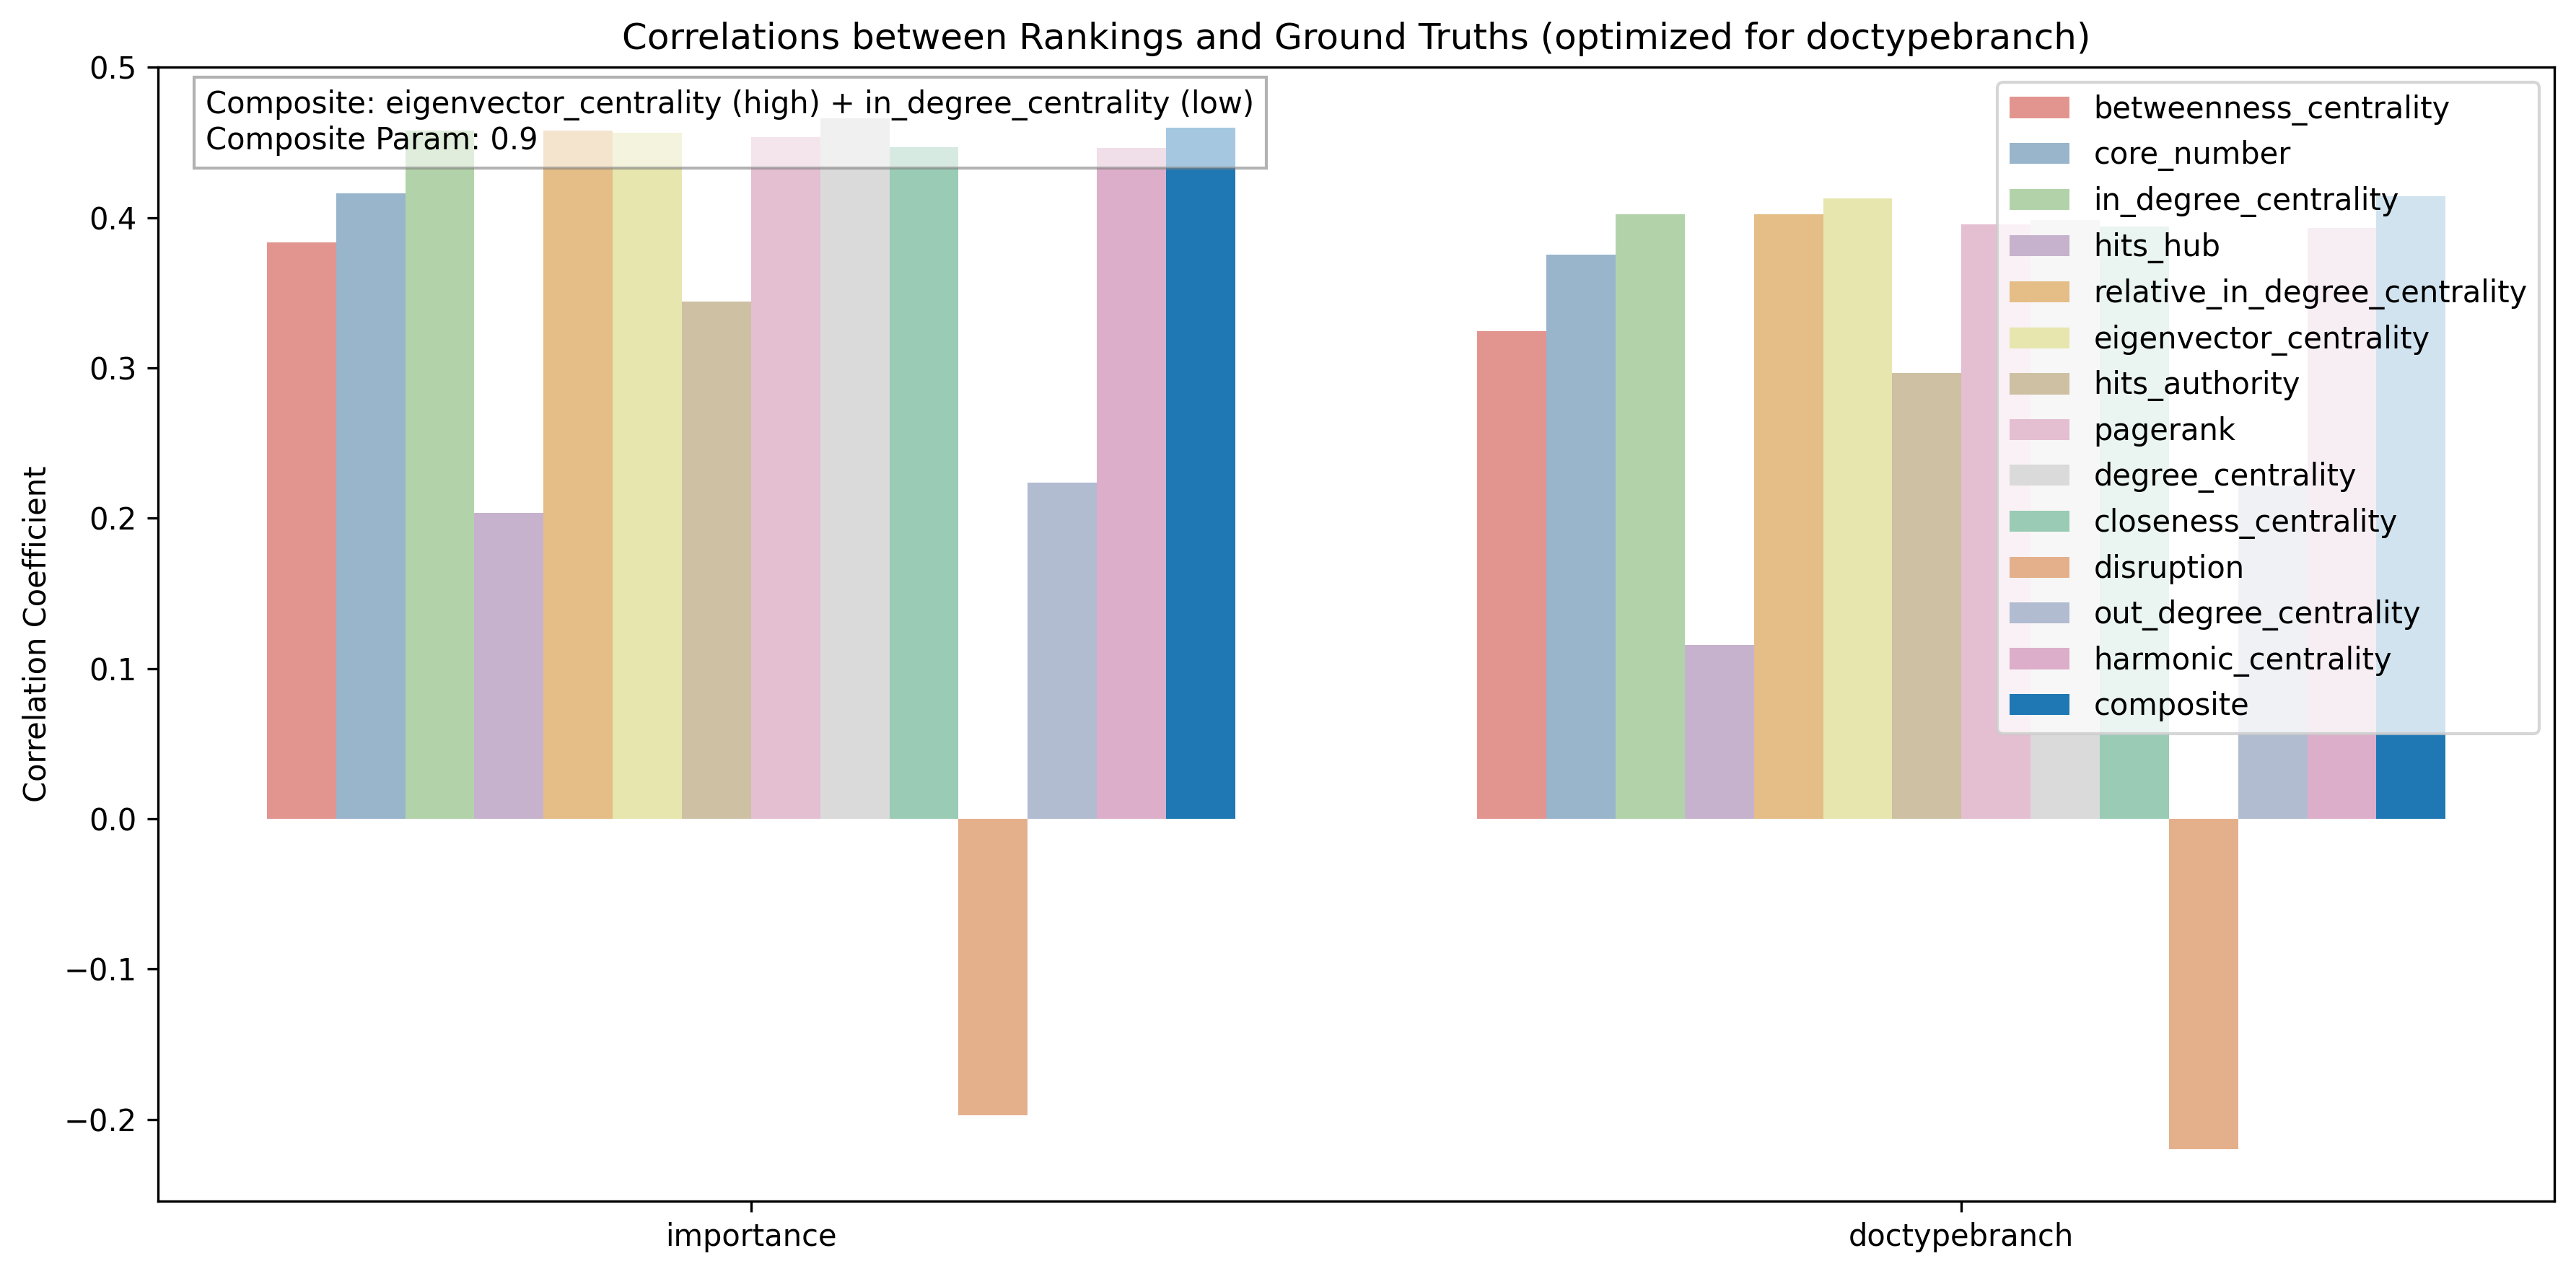 Correlations between Rankings and Ground Truths (optimized for doctypebranch)
Composite: eigenvector_centrality (high) + in_degree_centrality (low)
Composite Param: 0.9
betweenness_centrality
core_number
in_degree_centrality
hits_hub
relative_in_degree_centrality
eigenvector_centrality
hits_authority
pagerank
degree_centrality
closeness_centrality
disruption
out_degree_centrality
harmonic_centrality
composite
Correlation Coefficient
0.5
0.4
0.3
0.2
0.1
0.0
−0.1
−0.2
importance
doctypebranch